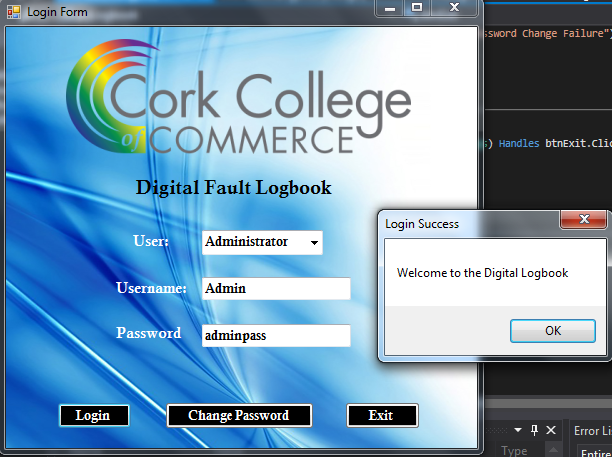 Login Form
Cork College
of COMMERCE
Digital Fault Logbook
User: Administrator
Username: Admin
Password adminpass
Login Change Password Exit
ssword Change Failure")
) Handles btnExit.Clic
Login Success
Welcome to the Digital Logbook
OK
Error Lis
Type
Entire